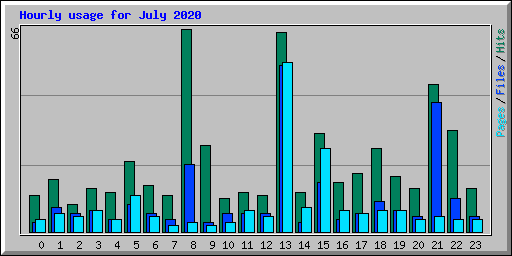 Hourly usage for July 2020
66
Pages / Files / Hits
0 1 2 3 4 5 6 7 8 9 10 11 12 13 14 15 16 17 18 19 20 21 22 23